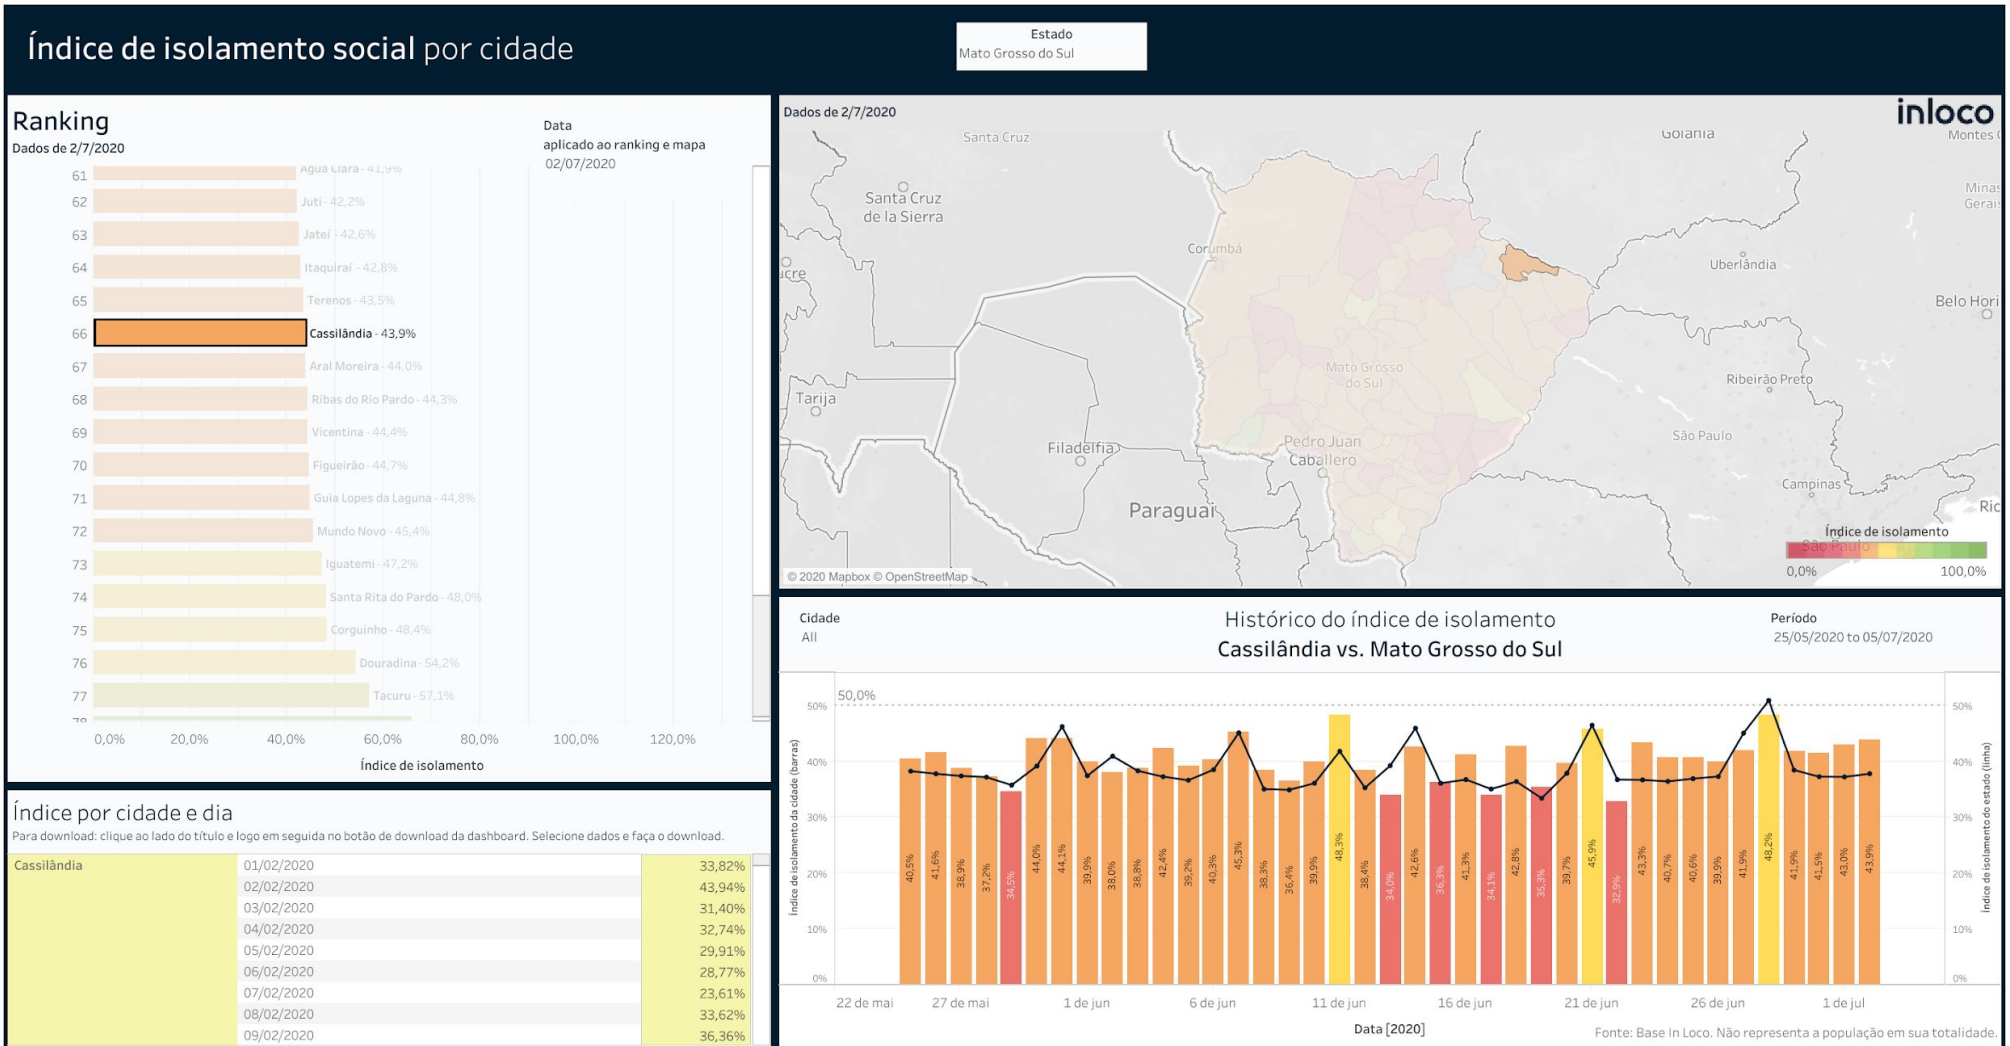 Índice de isolamento social por cidade
Estado
Mato Grosso do Sul
Ranking
Dados de 2/7/2020
Data
aplicado ao ranking e mapa
02/07/2020
61 Água Clara - 41,9%
62 Juti - 42,2%
63 Jateí - 42,6%
64 Itaquiraí - 42,8%
65 Terenos - 43,5%
66 Cassilândia - 43,9%
67 Aral Moreira - 44,0%
68 Ribas do Rio Pardo - 44,3%
69 Vicentina - 44,4%
70 Figueirão - 44,7%
71 Guia Lopes da Laguna - 44,8%
72 Mundo Novo - 45,4%
73 Iguatemi - 47,2%
74 Santa Rita do Pardo - 48,0%
75 Corguinho - 48,4%
76 Douradina - 54,2%
77 Tacuru - 57,1%
78
0,0% 20,0% 40,0% 60,0% 80,0% 100,0% 120,0%
Índice de isolamento
Índice por cidade e dia
Para download: clique ao lado do título e logo em seguida no botão de download da dashboard. Selecione dados e faça o download.
Cassilândia 01/02/2020 33,82%
02/02/2020 43,94%
03/02/2020 31,40%
04/02/2020 32,74%
05/02/2020 29,91%
06/02/2020 28,77%
07/02/2020 23,61%
08/02/2020 33,62%
09/02/2020 36,36%
Dados de 2/7/2020
inloco
Santa Cruz
Goiânia
Montes C
Santa Cruz
de la Sierra
Minas
Gerais
Corumbá
ucre
Uberlândia
Belo Hori
Mato Grosso
do Sul
Ribeirão Preto
Tarija
São Paulo
Filadelfia
Pedro Juan
Caballero
Campinas
Paraguai
Ric
Índice de isolamento
São Paulo
0,0% 100,0%
© 2020 Mapbox © OpenStreetMap
Cidade
All
Histórico do índice de isolamento
Cassilândia vs. Mato Grosso do Sul
Período
25/05/2020 to 05/07/2020
50,0%
Índice de isolamento da cidade (barras)
50%
40%
30%
20%
10%
0%
40,5% 41,6% 38,9% 37,2% 34,5% 44,0% 44,1% 39,9% 38,0% 38,8% 42,4% 39,2% 40,3% 45,3% 38,3% 36,4% 39,9% 48,3% 38,4% 34,0% 42,6% 36,3% 41,3% 34,1% 42,8% 35,3% 39,7% 45,9% 32,9% 43,3% 40,7% 40,6% 39,9% 41,9% 48,2% 41,9% 41,5% 43,0% 43,9%
50%
40%
30%
20%
10%
0%
Índice de isolamento do estado (linha)
22 de mai 27 de mai 1 de jun 6 de jun 11 de jun 16 de jun 21 de jun 26 de jun 1 de jul
Data [2020]
Fonte: Base In Loco. Não representa a população em sua totalidade.